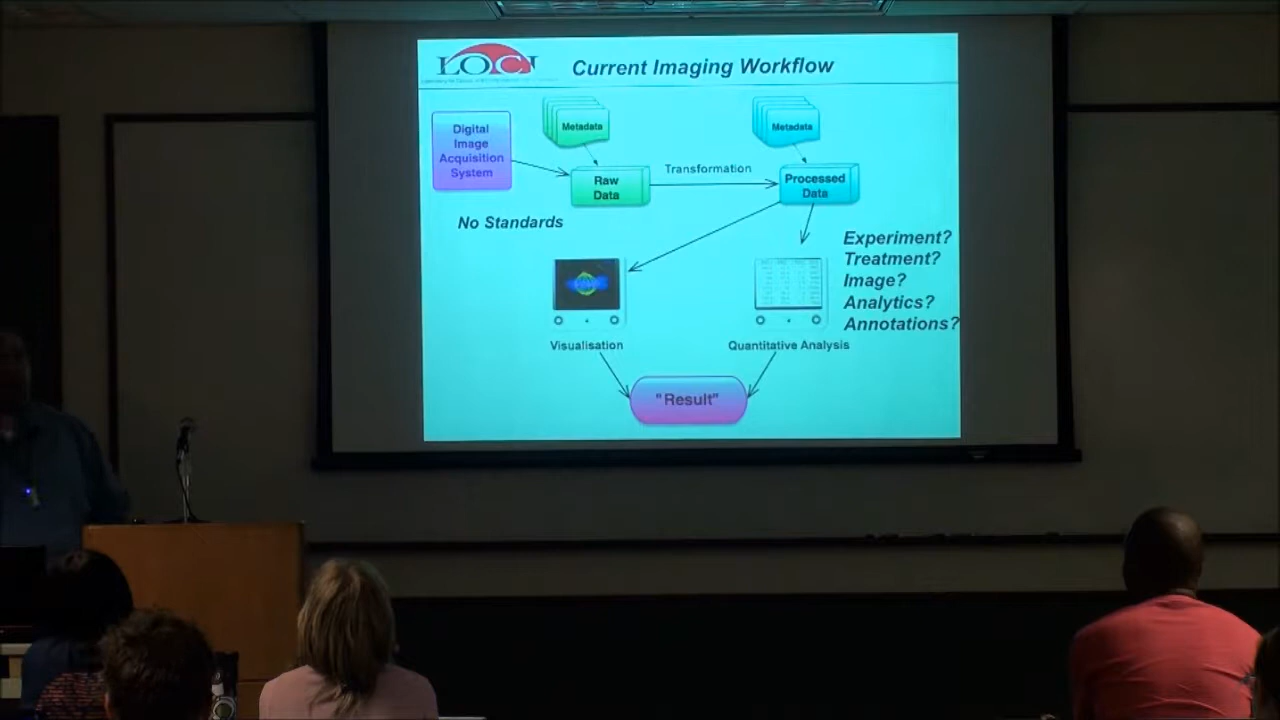 LOCI
Current Imaging Workflow
Digital
Image
Acquisition
System
Metadata
Metadata
Raw
Data
Transformation
Processed
Data
No Standards
Experiment?
Treatment?
Image?
Analytics?
Annotations?
Visualisation
Quantitative Analysis
"Result"